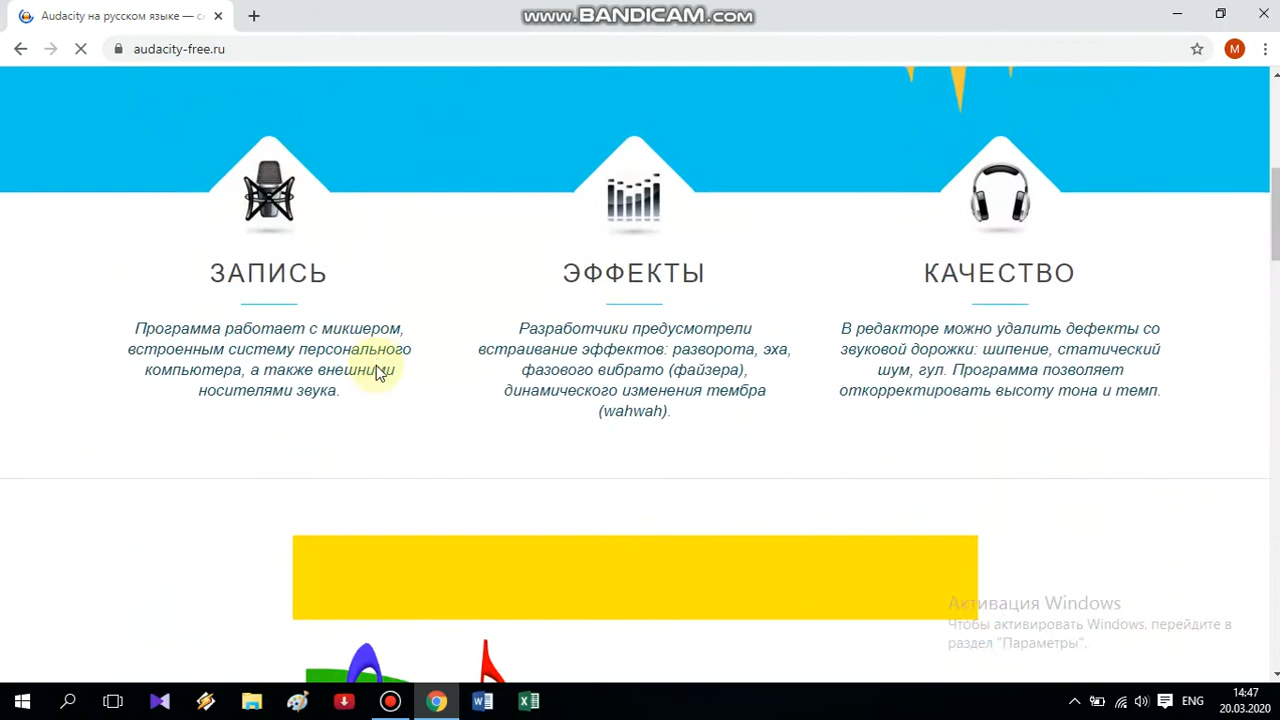 Audacity на русском языке — с
www.BANDICAM.com
audacity-free.ru
M
ЗАПИСЬ
Программа работает с микшером,
встроенным систему персонального
компьютера, а также внешними
носителями звука.
ЭФФЕКТЫ
Разработчики предусмотрели
встраивание эффектов: разворота, эха,
фазового вибрато (файзера),
динамического изменения тембра
(wahwah).
КАЧЕСТВО
В редакторе можно удалить дефекты со
звуковой дорожки: шипение, статический
шум, гул. Программа позволяет
откорректировать высоту тона и темп.
Активация Windows
Чтобы активировать Windows, перейдите в
раздел "Параметры".
ENG
14:47
20.03.2020